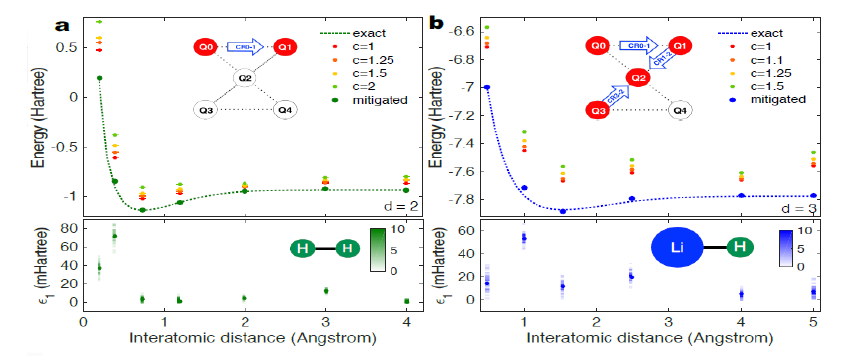 a
Energy (Hartree)
0.5
0
-0.5
-1
Q0
CR0-1
Q1
Q2
Q3
Q4
exact
c=1
c=1.25
c=1.5
c=2
mitigated
d = 2
ϵ1 (mHartree)
80
60
40
20
0
H
H
10
5
0
0
1
2
3
4
Interatomic distance (Angstrom)
b
Energy (Hartree)
-6.6
-6.8
-7
-7.2
-7.4
-7.6
-7.8
Q0
CR0-1
Q1
CR1-2
Q2
Q3
CR3-2
Q4
exact
c=1
c=1.1
c=1.25
c=1.5
mitigated
d = 3
ϵ1 (mHartree)
60
40
20
0
Li
H
10
5
0
1
2
3
4
5
Interatomic distance (Angstrom)